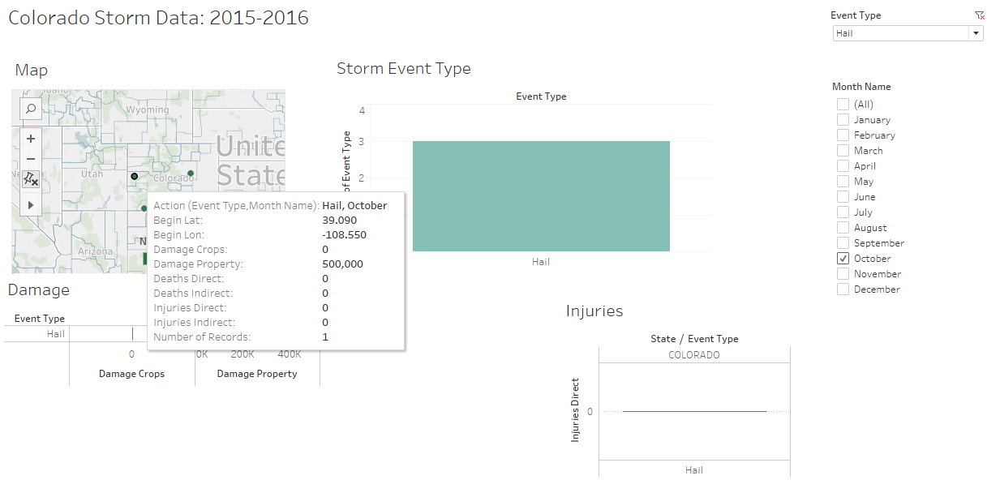 Colorado Storm Data: 2015-2016
Event Type
Hail
Map
Idaho
Wyoming
United
States
Utah
Colorado
Arizona
N
Storm Event Type
Event Type
4
3
2
of Event Type
Hail
Month Name
(All)
January
February
March
April
May
June
July
August
September
October
November
December
Action (Event Type,Month Name): Hail, October
Begin Lat: 39.090
Begin Lon: -108.550
Damage Crops: 0
Damage Property: 500,000
Deaths Direct: 0
Deaths Indirect: 0
Injuries Direct: 0
Injuries Indirect: 0
Number of Records: 1
Damage
Event Type
Hail
0
0K 200K 400K
Damage Crops Damage Property
Injuries
State / Event Type
COLORADO
Injuries Direct
0
Hail